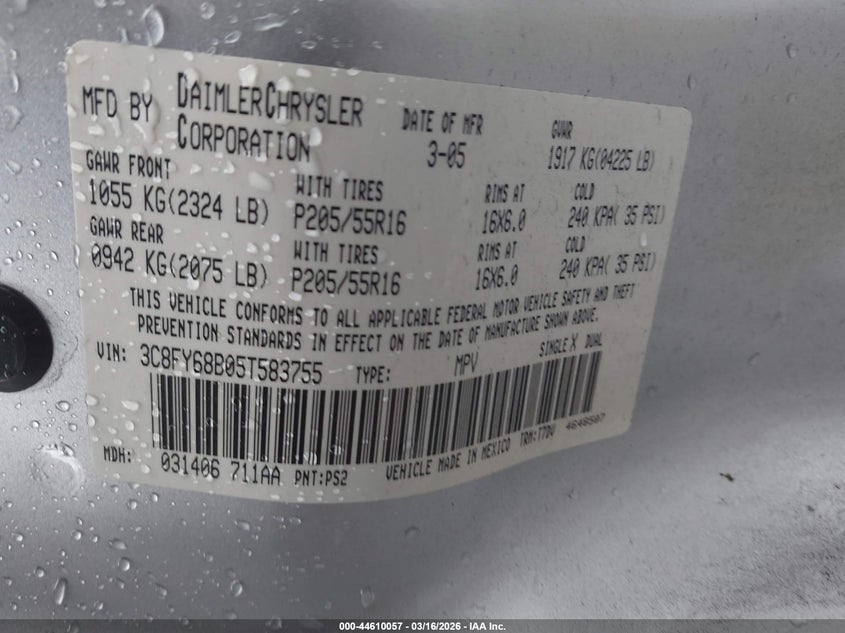 MFD BY DAIMLERCHRYSLER CORPORATION
DATE OF MFR 3-05
GVWR 1917 KG(04225 LB)
GAWR FRONT WITH TIRES RIMS AT COLD
1055 KG(2324 LB) P205/55R16 16X6.0 240 KPA( 35 PSI)
GAWR REAR WITH TIRES RIMS AT COLD
0942 KG(2075 LB) P205/55R16 16X6.0 240 KPA( 35 PSI)
THIS VEHICLE CONFORMS TO ALL APPLICABLE FEDERAL MOTOR VEHICLE SAFETY AND THEFT
PREVENTION STANDARDS IN EFFECT ON THE DATE OF MANUFACTURE SHOWN ABOVE.
VIN: 3C8FY68B05T583755 TYPE: MPV SINGLE X DUAL
MDH: 031406 711AA PNT:PS2 VEHICLE MADE IN MEXICO TRM:T7DV 4648507
000-44610057 - 03/16/2026 - IAA Inc.